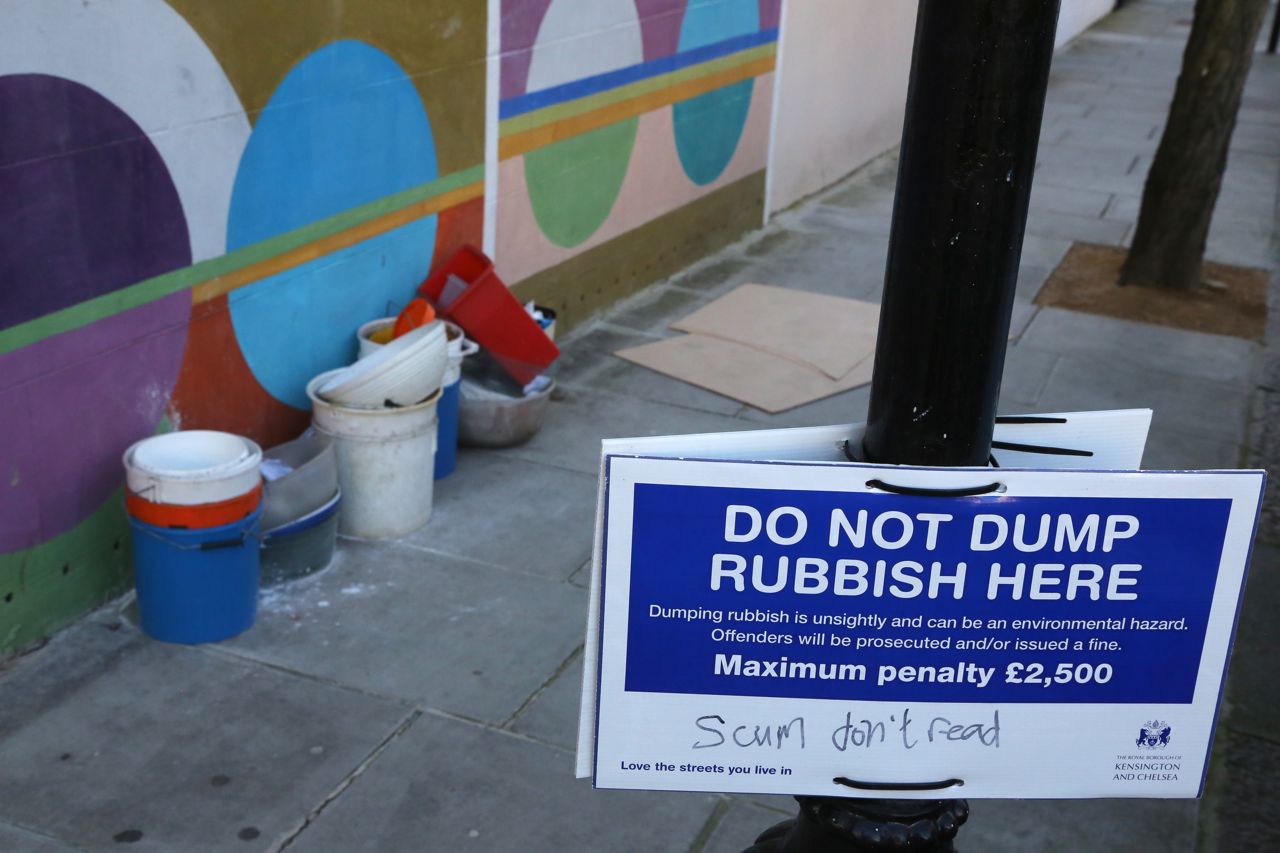 DO NOT DUMP
RUBBISH HERE
Dumping rubbish is unsightly and can be an environmental hazard.
Offenders will be prosecuted and/or issued a fine.
Maximum penalty £2,500
Scum don't read
Love the streets you live in
THE ROYAL BOROUGH OF
KENSINGTON
AND CHELSEA